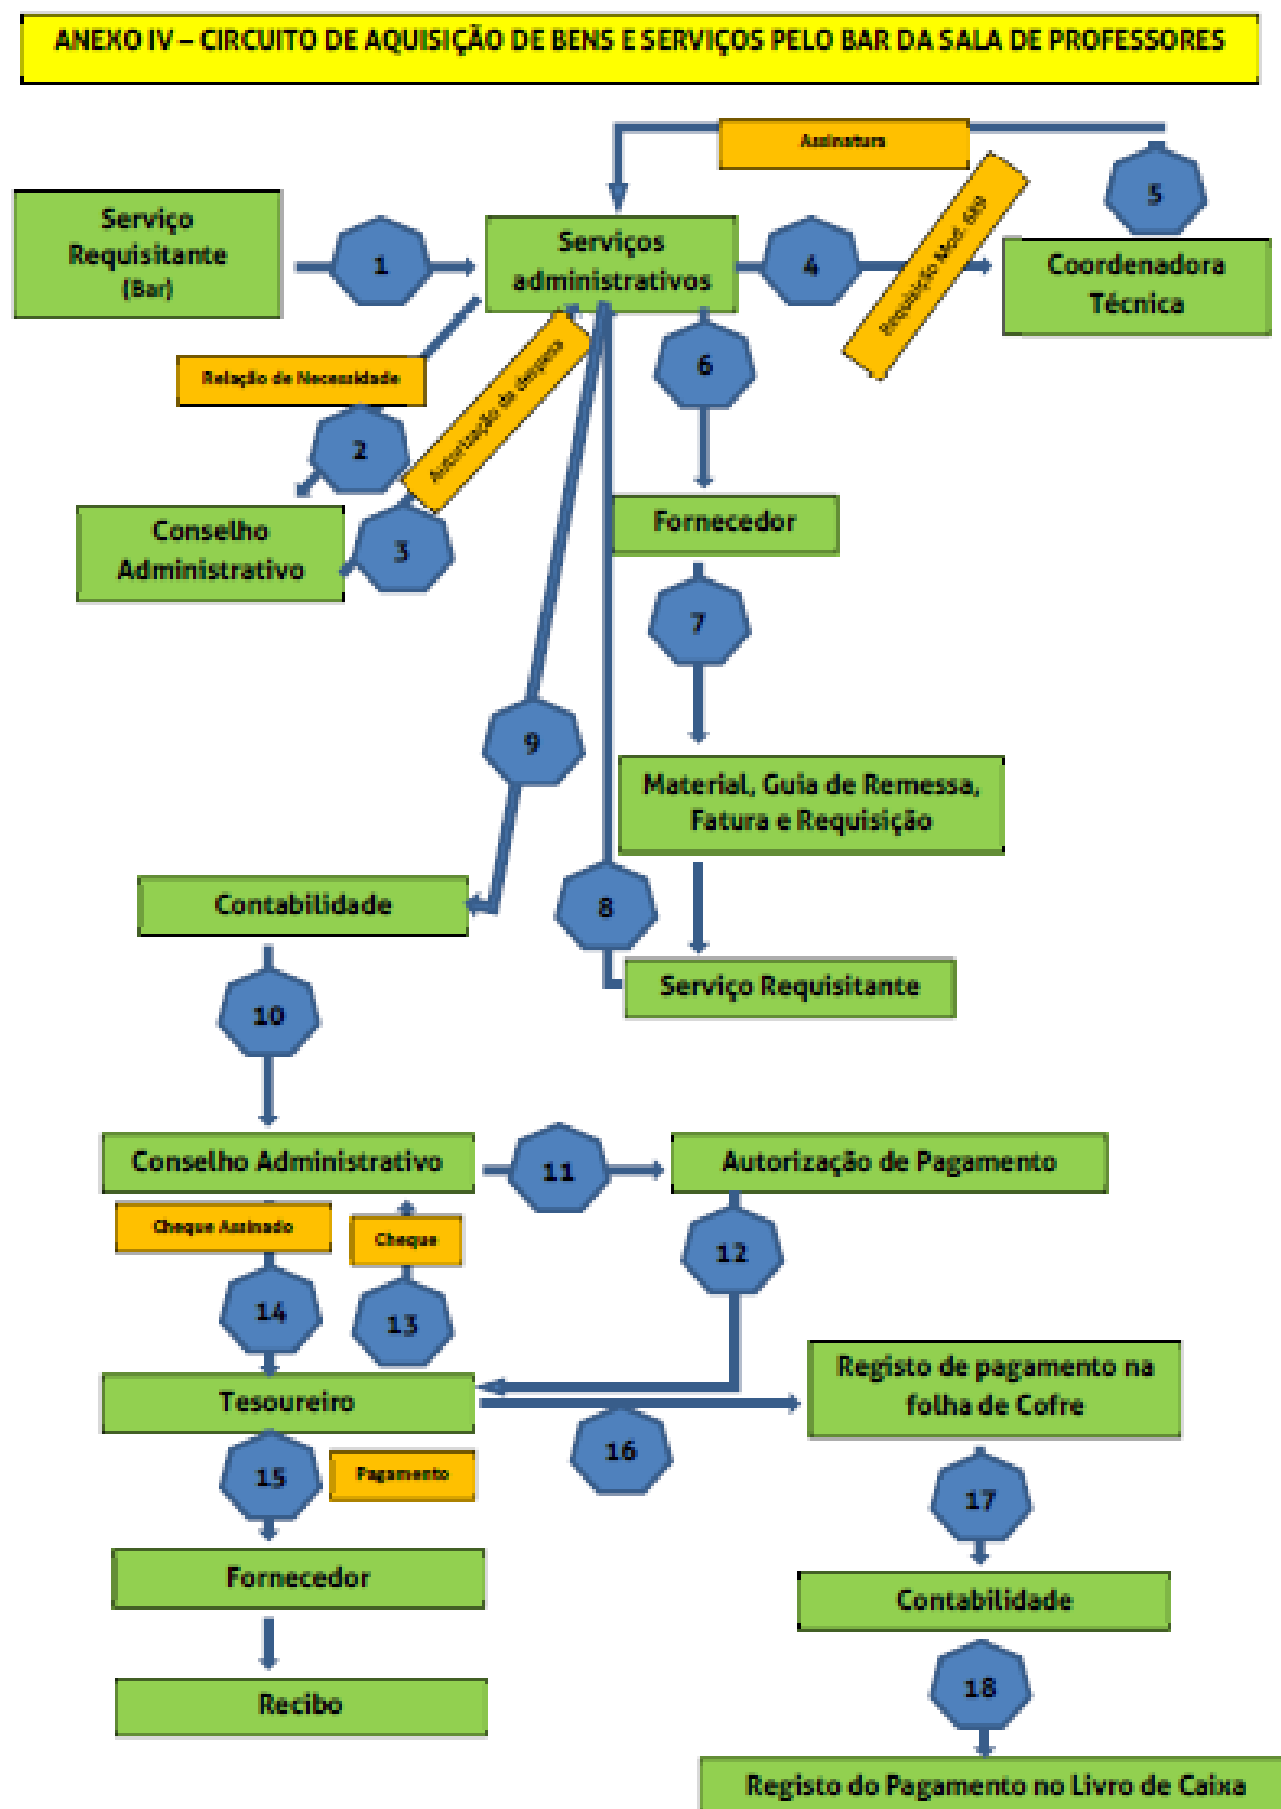 ANEXO IV – CIRCUITO DE AQUISIÇÃO DE BENS E SERVIÇOS PELO BAR DA SALA DE PROFESSORES
Assinatura
5
Serviço
Requisitante
(Bar)
1
Serviços
administrativos
4
Requisição Mod. 689
Coordenadora
Técnica
Relação de Necessidade
2
Autorização da despesa
6
Conselho
Administrativo
3
Fornecedor
7
9
Material, Guia de Remessa,
Fatura e Requisição
Contabilidade
8
Serviço Requisitante
10
Conselho Administrativo
11
Autorização de Pagamento
Cheque Assinado
Cheque
12
14
13
Tesoureiro
Registo de pagamento na
folha de Cofre
15
Pagamento
16
17
Fornecedor
Contabilidade
Recibo
18
Registo do Pagamento no Livro de Caixa